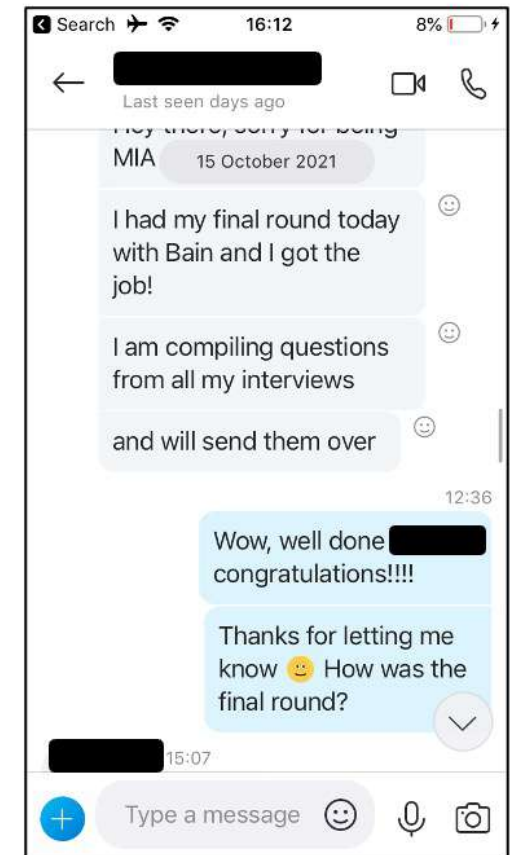 Search 16:12 8%
Last seen days ago
MIA
15 October 2021
I had my final round today
with Bain and I got the
job!
I am compiling questions
from all my interviews
and will send them over
12:36
Wow, well done
congratulations!!!!
Thanks for letting me
know 🙂 How was the
final round?
15:07
Type a message